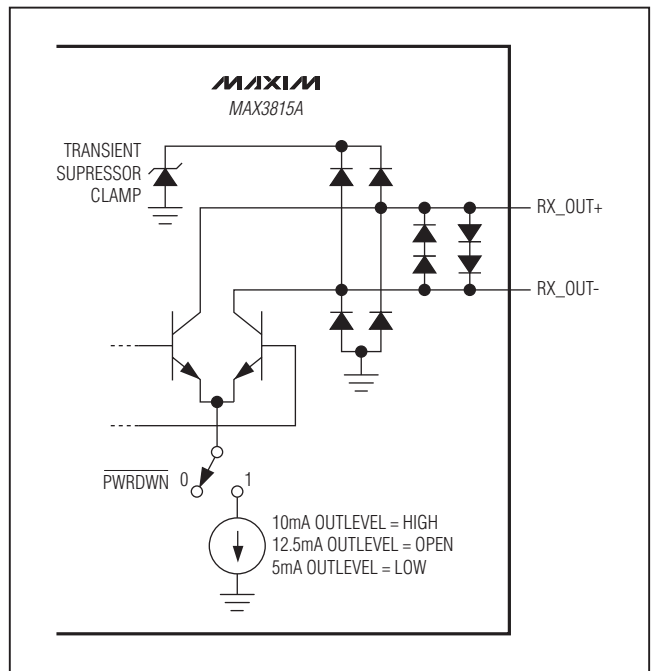 MAXIM
MAX3815A
TRANSIENT
SUPRESSOR
CLAMP
RX_OUT+
RX_OUT-
PWRDWN 0 1
10mA OUTLEVEL = HIGH
12.5mA OUTLEVEL = OPEN
5mA OUTLEVEL = LOW